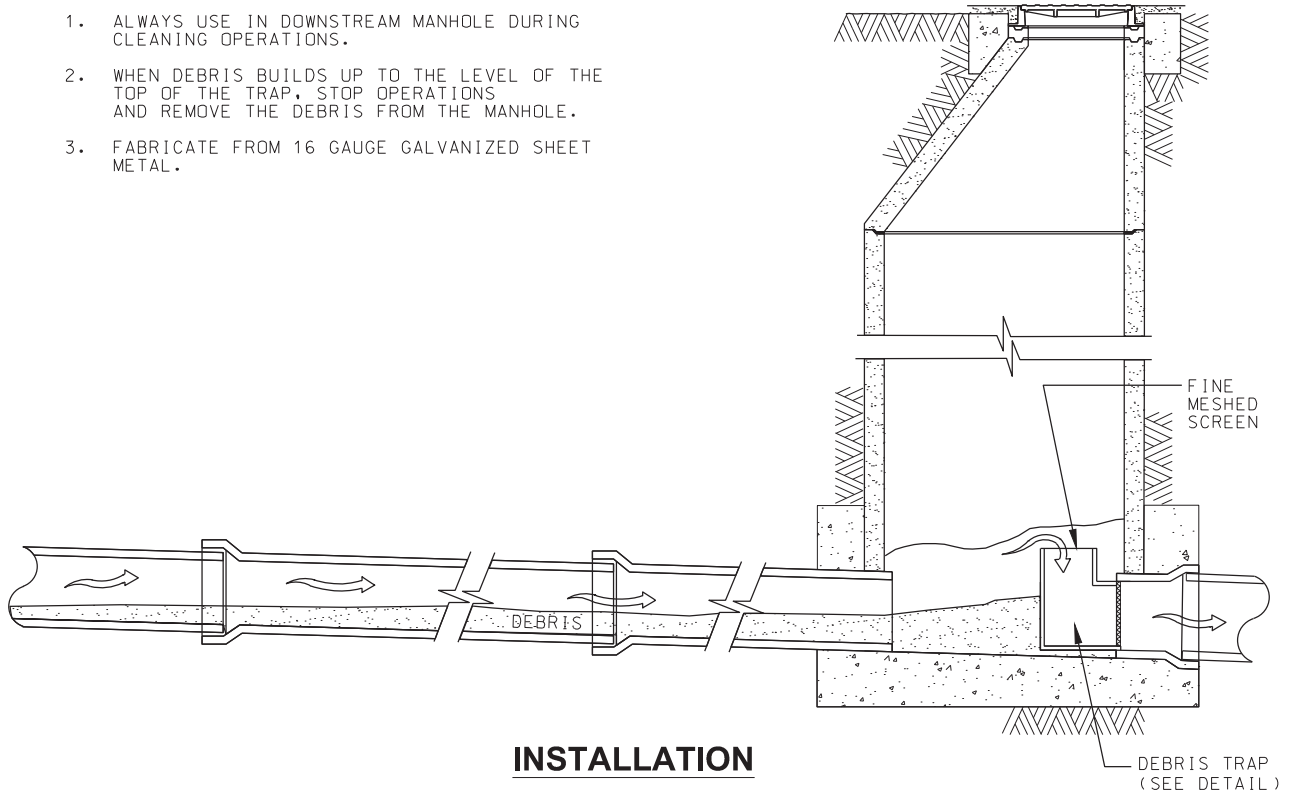 1. ALWAYS USE IN DOWNSTREAM MANHOLE DURING
CLEANING OPERATIONS.
2. WHEN DEBRIS BUILDS UP TO THE LEVEL OF THE
TOP OF THE TRAP, STOP OPERATIONS
AND REMOVE THE DEBRIS FROM THE MANHOLE.
3. FABRICATE FROM 16 GAUGE GALVANIZED SHEET
METAL.
FINE
MESHED
SCREEN
DEBRIS
INSTALLATION
DEBRIS TRAP
(SEE DETAIL)